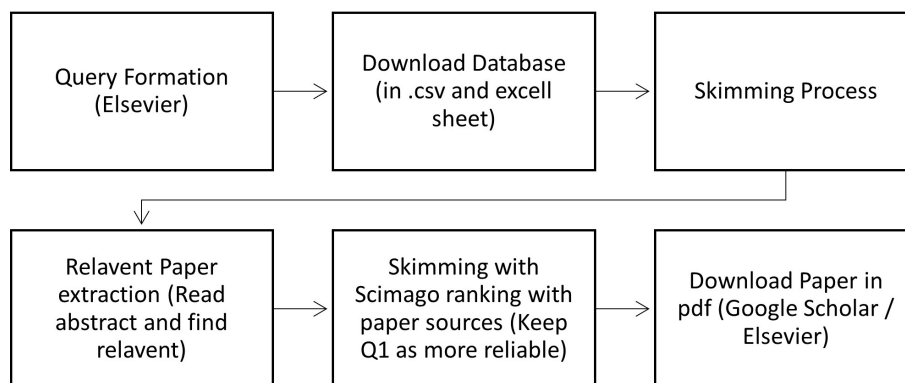 Query Formation
(Elsevier)
Download Database
(in .csv and excell
sheet)
Skimming Process
Relavent Paper
extraction (Read
abstract and find
relavent)
Skimming with
Scimago ranking with
paper sources (Keep
Q1 as more reliable)
Download Paper in
pdf (Google Scholar /
Elsevier)